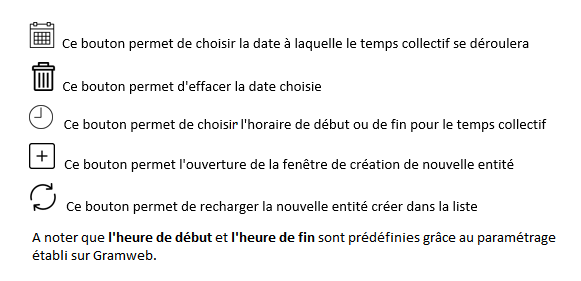 Ce bouton permet de choisir la date à laquelle le temps collectif se déroulera
Ce bouton permet d'effacer la date choisie
Ce bouton permet de choisir l'horaire de début ou de fin pour le temps collectif
Ce bouton permet l'ouverture de la fenêtre de création de nouvelle entité
Ce bouton permet de recharger la nouvelle entité créer dans la liste
A noter que l'heure de début et l'heure de fin sont prédéfinies grâce au paramétrage
établi sur Gramweb.